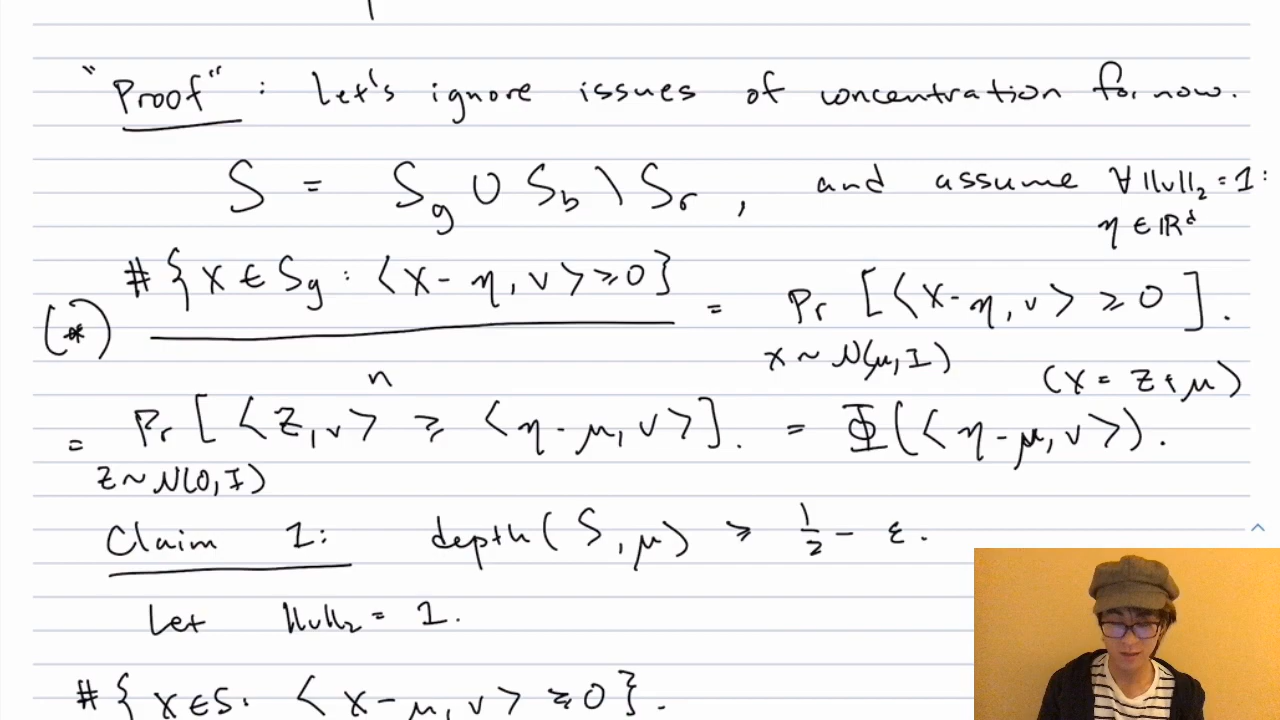 "Proof" : Let's ignore issues of concentration for now.
S = S_g ∪ S_b \ S_r , and assume ∀ ‖v‖₂ = 1 :
η ∈ ℝ^d
(*) #{ X ∈ S_g : ⟨X - η, v⟩ ≥ 0 } / n = Pr_{X ~ N(μ, I)} [ ⟨X - η, v⟩ ≥ 0 ] .
(X = Z + μ)
= Pr_{Z ~ N(0, I)} [ ⟨Z, v⟩ ≥ ⟨η - μ, v⟩ ] . = Φ(⟨η - μ, v⟩) .
Claim 1: depth(S, μ) ≥ 1/2 - ε .
Let ‖v‖₂ = 1 .
#{ X ∈ S : ⟨X - μ, v⟩ ≥ 0 } .